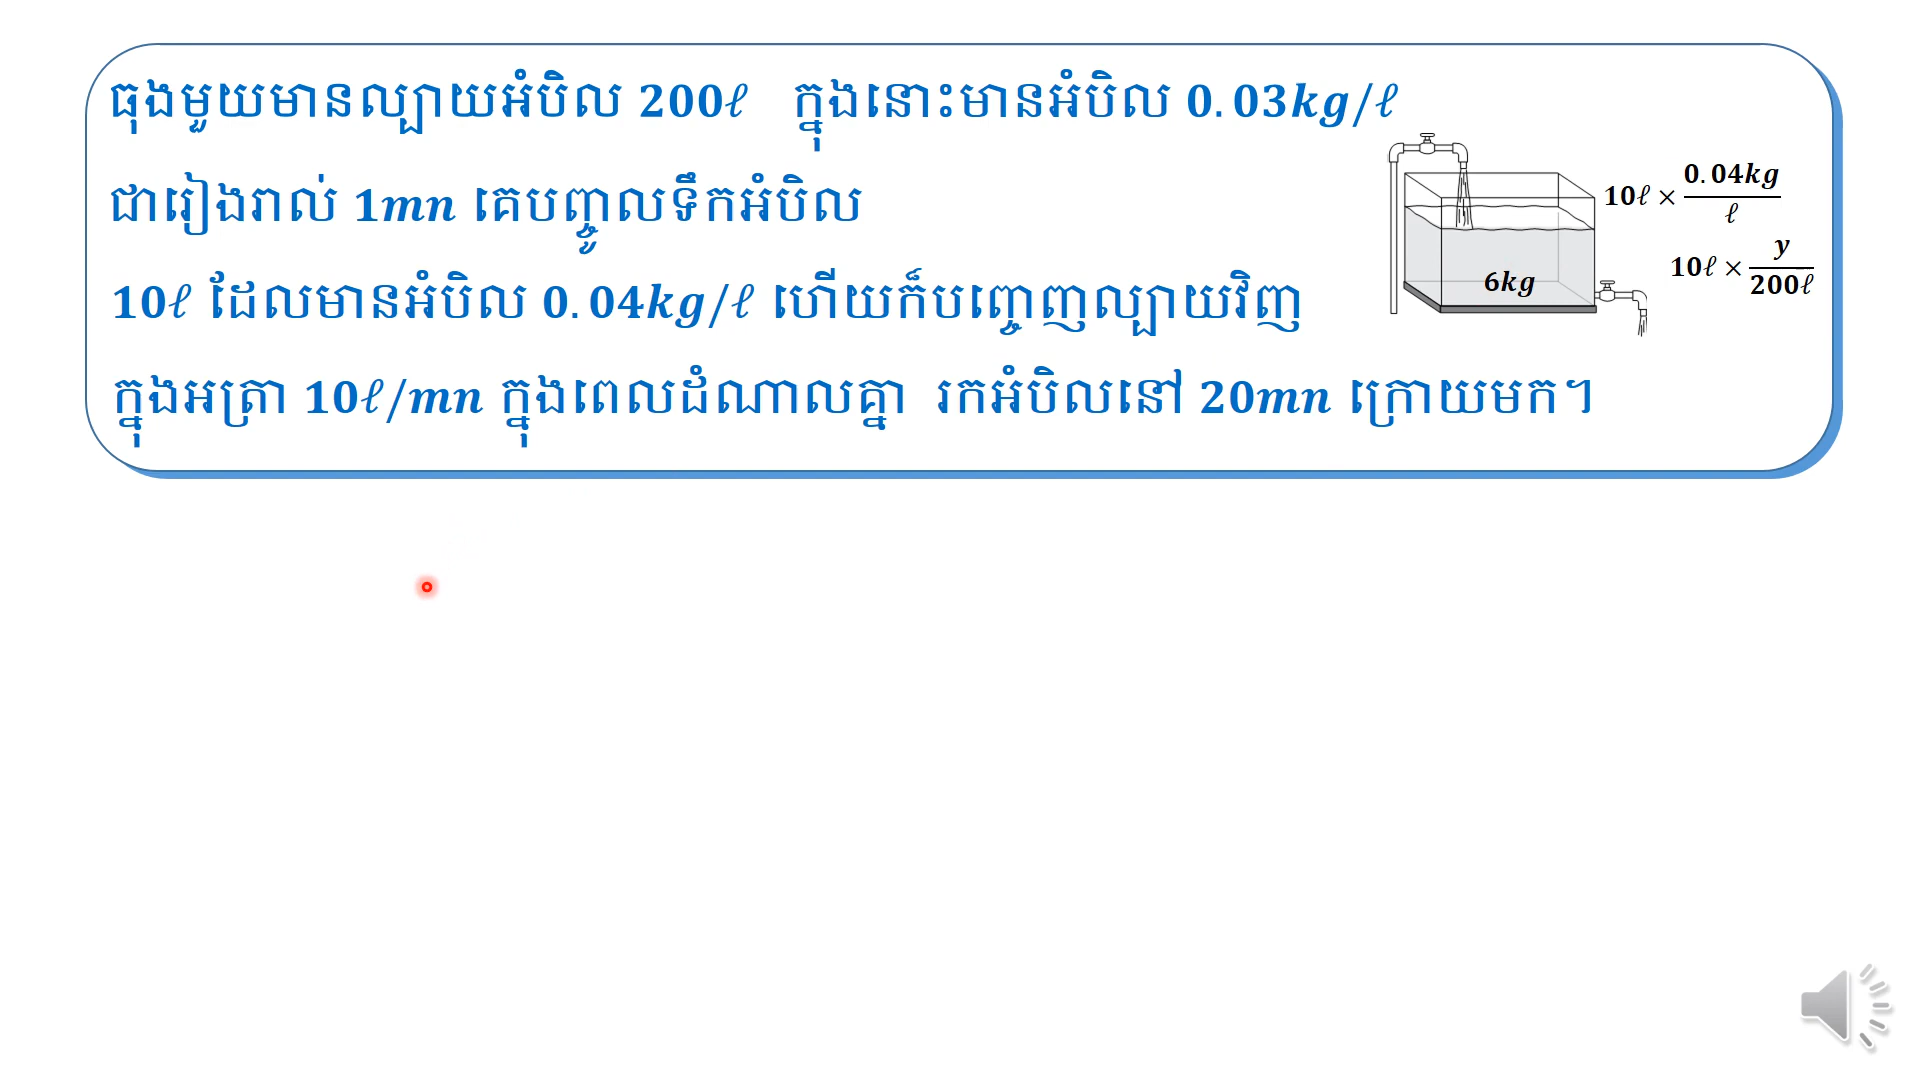 ធុងមួយមានល្បាយអំបិល 200ℓ ក្នុងនោះមានអំបិល 0.03kg/ℓ
ជារៀងរាល់ 1mn គេបញ្ចូលទឹកអំបិល
10ℓ ដែលមានអំបិល 0.04kg/ℓ ហើយក៏បញ្ចេញល្បាយវិញ
ក្នុងអត្រា 10ℓ/mn ក្នុងពេលដំណាលគ្នា រកអំបិលនៅ 20mn ក្រោយមក។
10ℓ × 0.04kg/ℓ
10ℓ × y/200ℓ
6kg